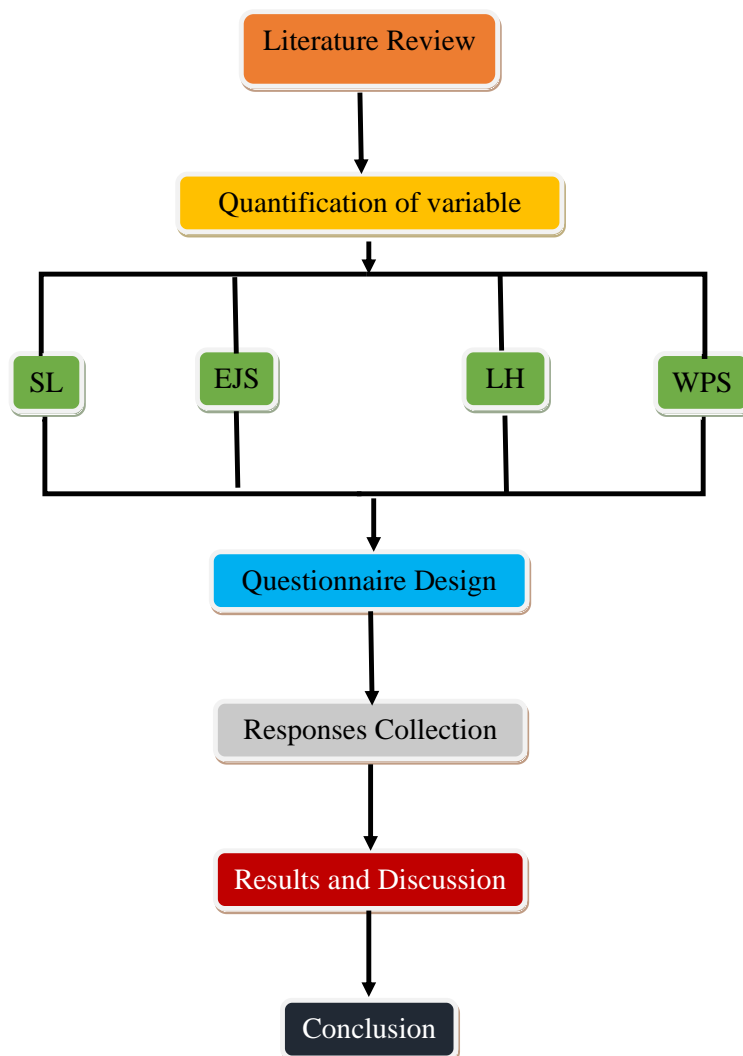 Literature Review
Quantification of variable
SL
EJS
LH
WPS
Questionnaire Design
Responses Collection
Results and Discussion
Conclusion